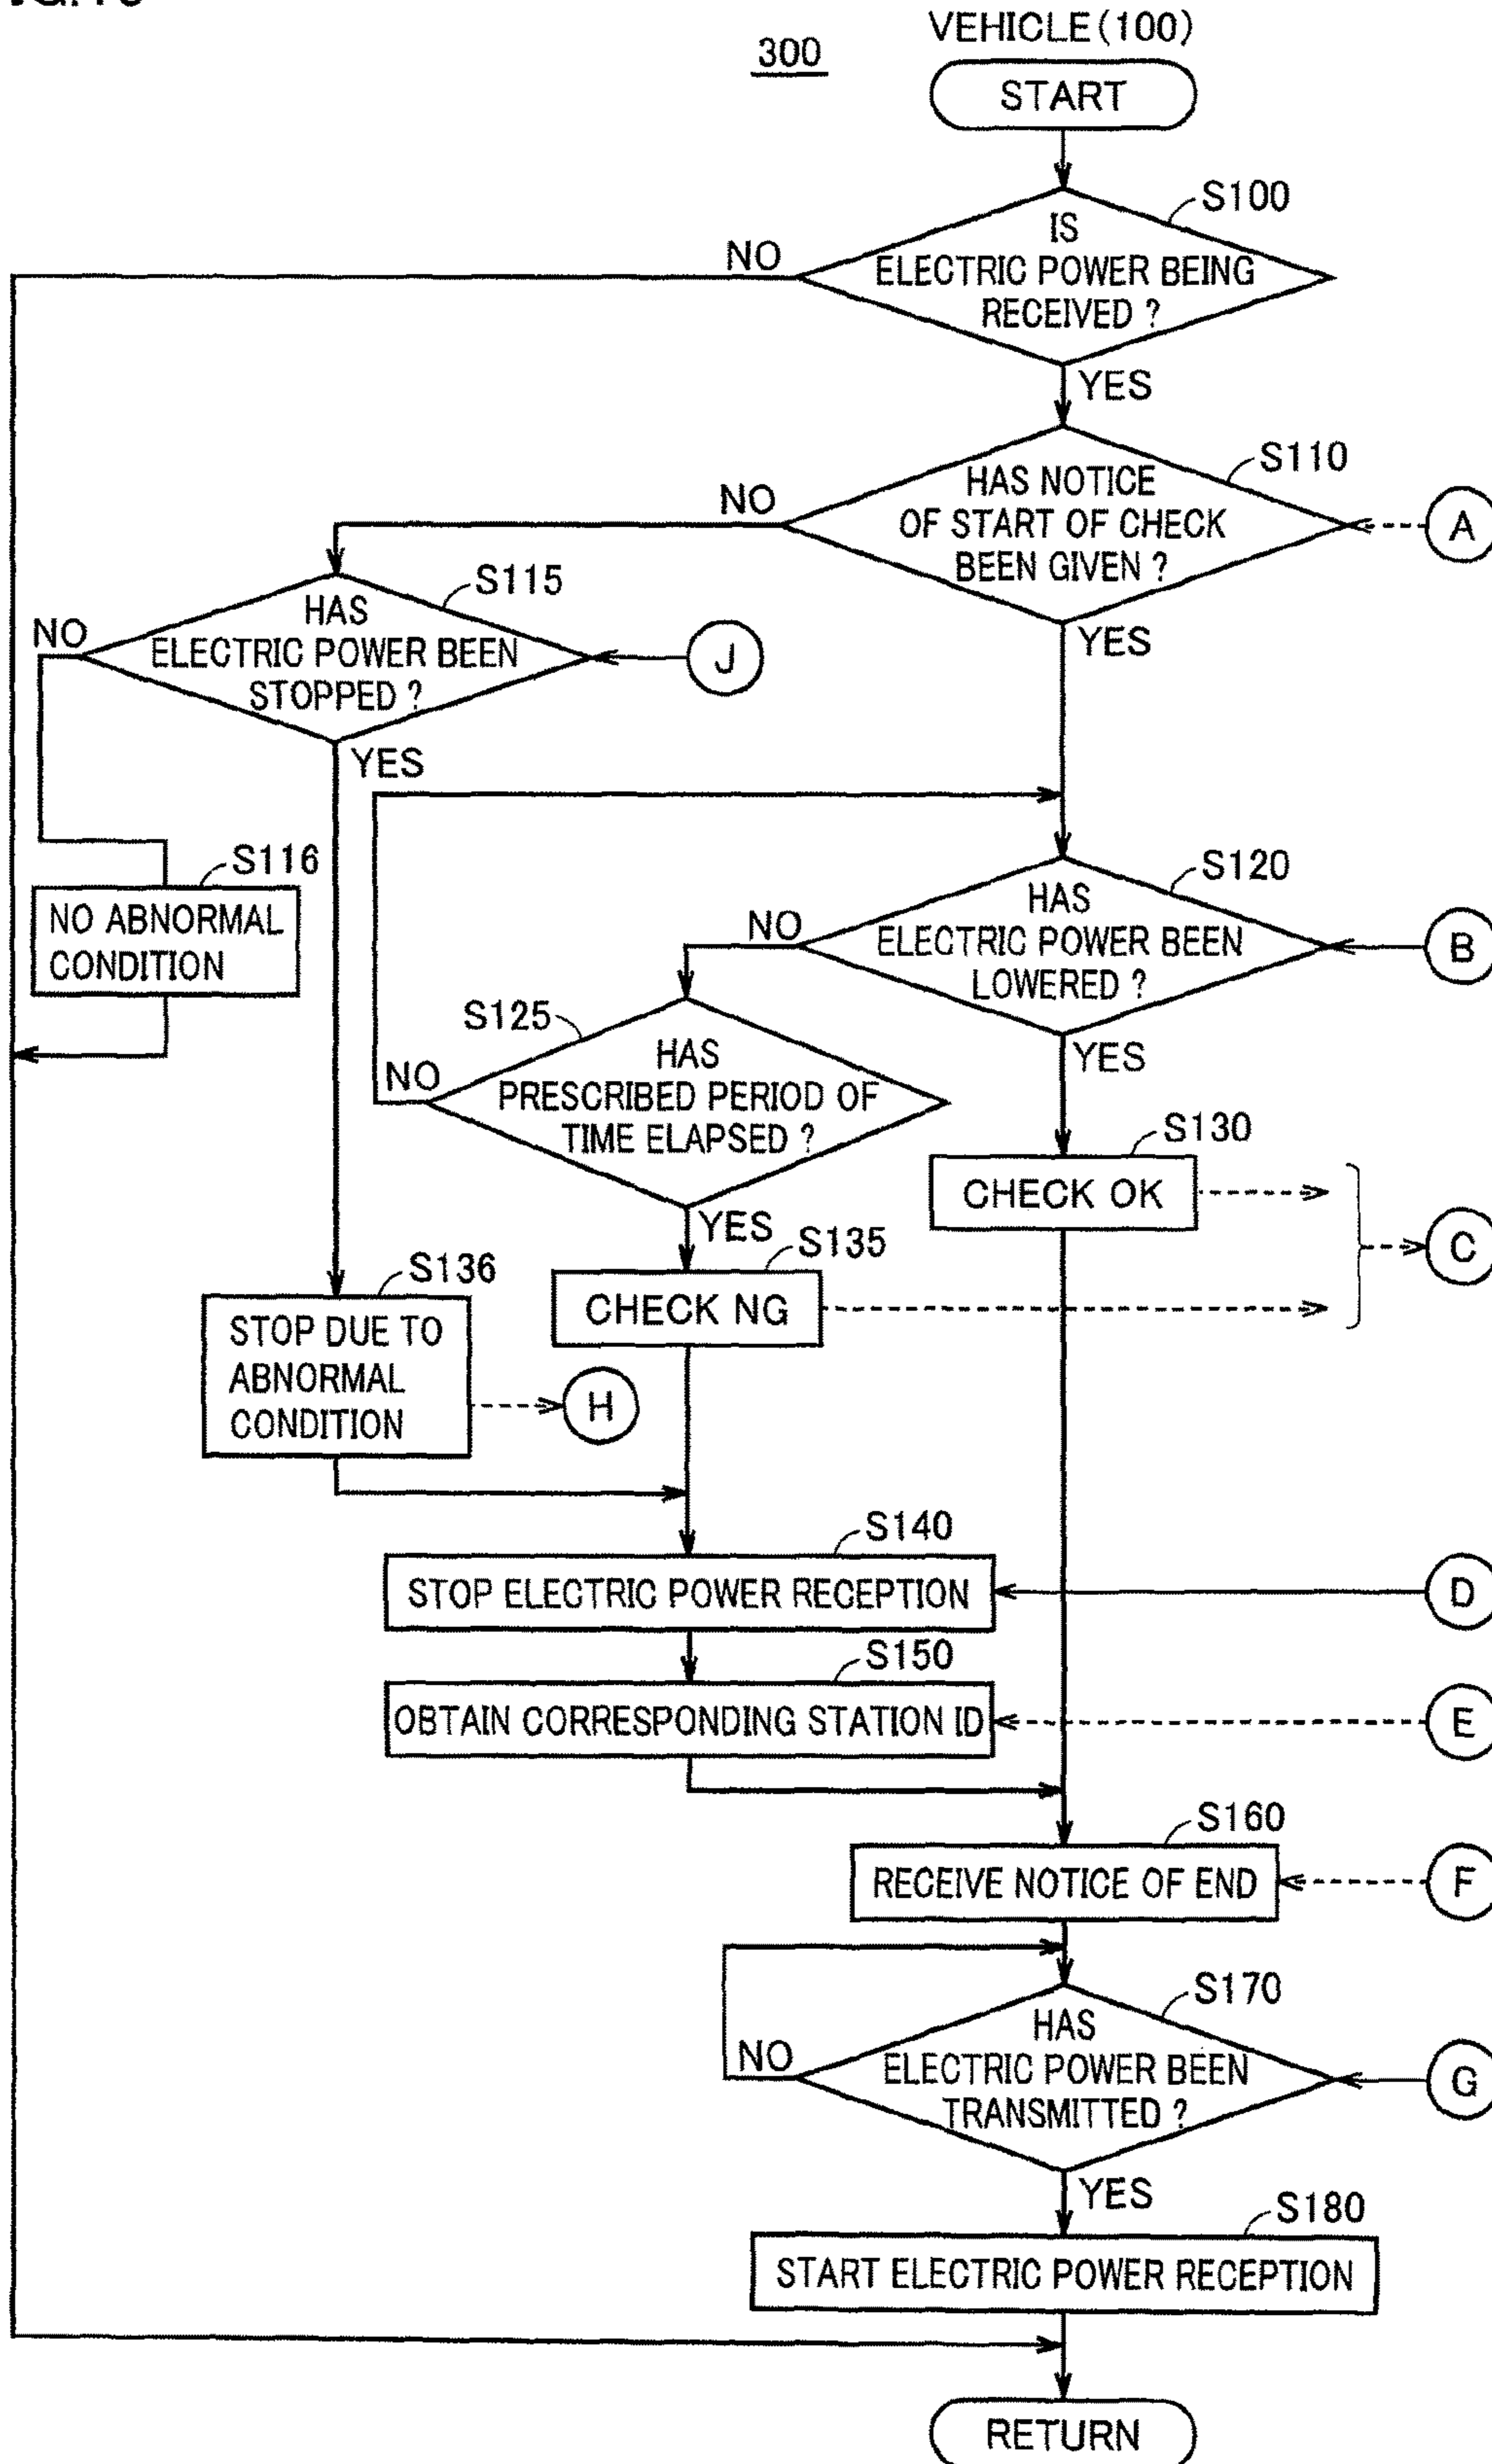 VEHICLE(100)
300
START
S100
IS
ELECTRIC POWER BEING
RECEIVED ?
NO
YES
S110
HAS NOTICE
OF START OF CHECK
BEEN GIVEN ?
NO
A
YES
S115
HAS
ELECTRIC POWER BEEN
STOPPED ?
NO
J
YES
S116
NO ABNORMAL
CONDITION
S120
HAS
ELECTRIC POWER BEEN
LOWERED ?
NO
B
YES
S125
HAS
PRESCRIBED PERIOD OF
TIME ELAPSED ?
NO
YES
S130
CHECK OK
S135
CHECK NG
C
S136
STOP DUE TO
ABNORMAL
CONDITION
H
S140
STOP ELECTRIC POWER RECEPTION
D
S150
OBTAIN CORRESPONDING STATION ID
E
S160
RECEIVE NOTICE OF END
F
S170
HAS
ELECTRIC POWER BEEN
TRANSMITTED ?
NO
G
YES
S180
START ELECTRIC POWER RECEPTION
RETURN